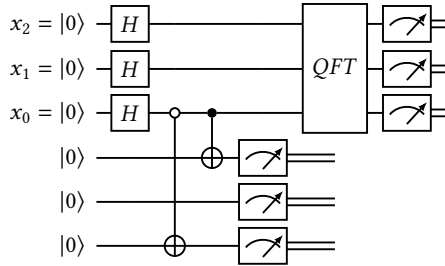 x₂ = |0⟩ H
x₁ = |0⟩ H QFT
x₀ = |0⟩ H
|0⟩
|0⟩
|0⟩